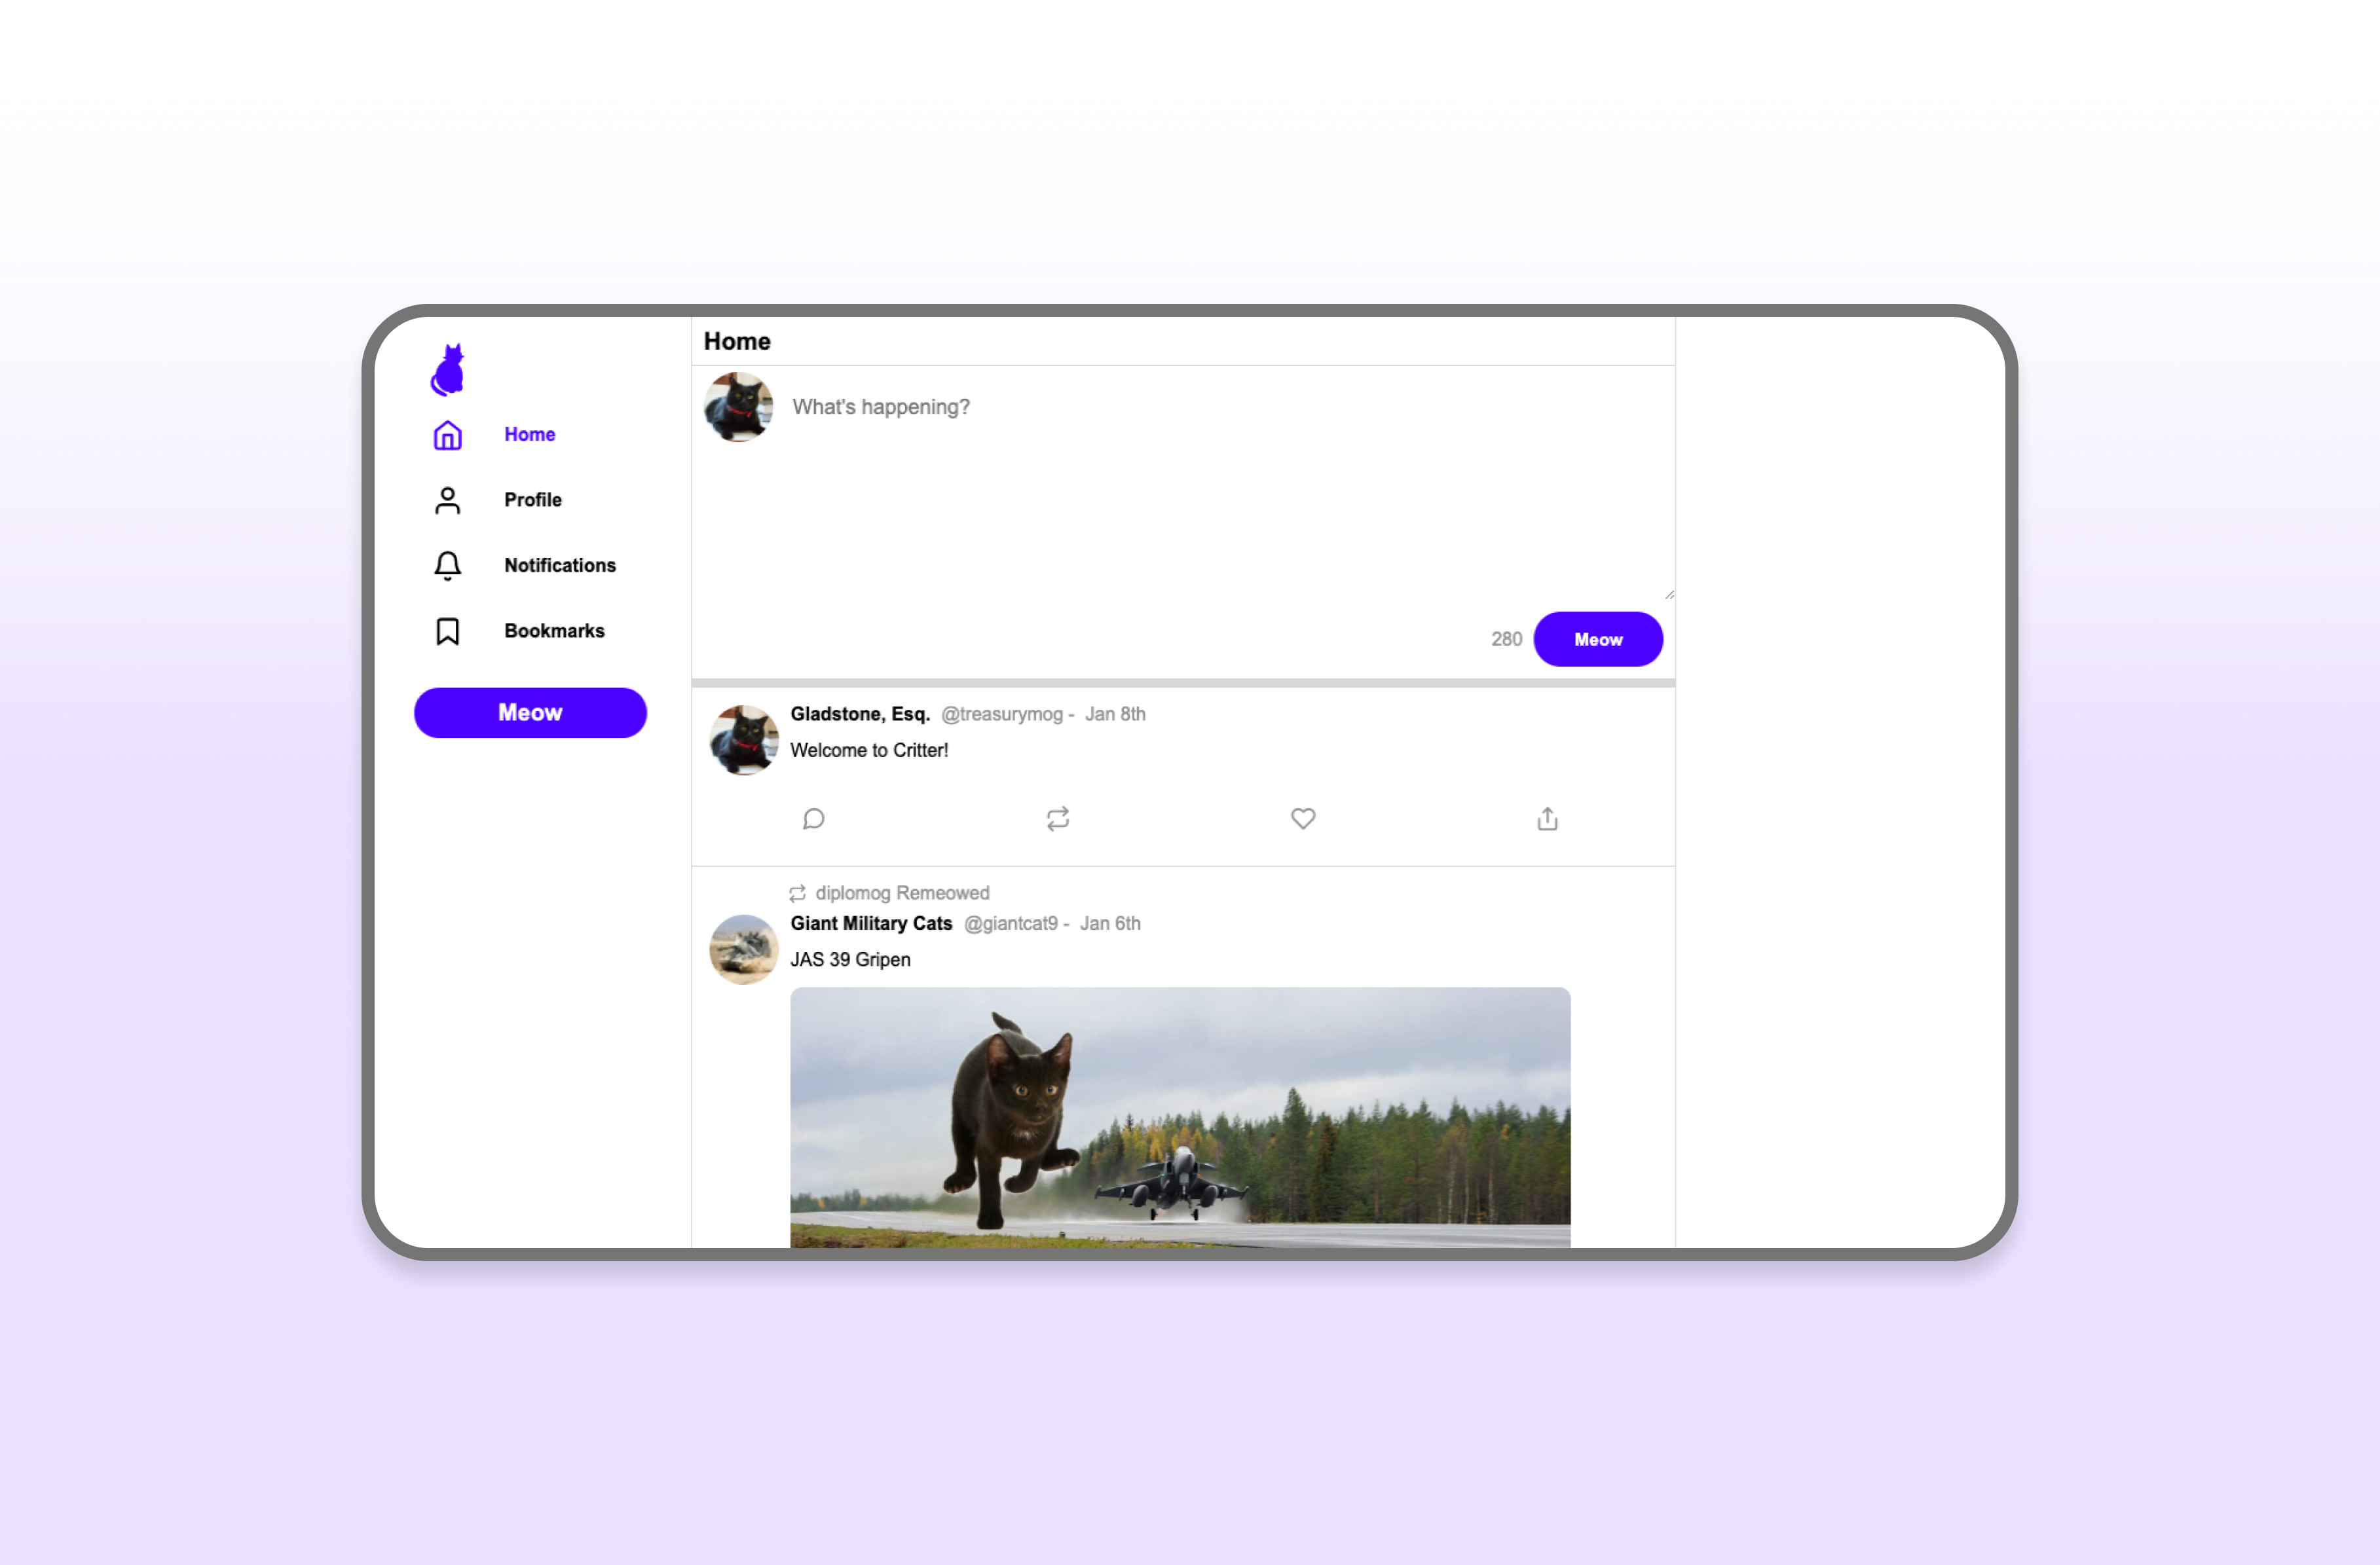 Home
Profile
Notifications
Bookmarks
Meow
Home
What's happening?
280 Meow
Gladstone, Esq. @treasurymog - Jan 8th
Welcome to Critter!
diplomog Remeowed
Giant Military Cats @giantcat9 - Jan 6th
JAS 39 Gripen